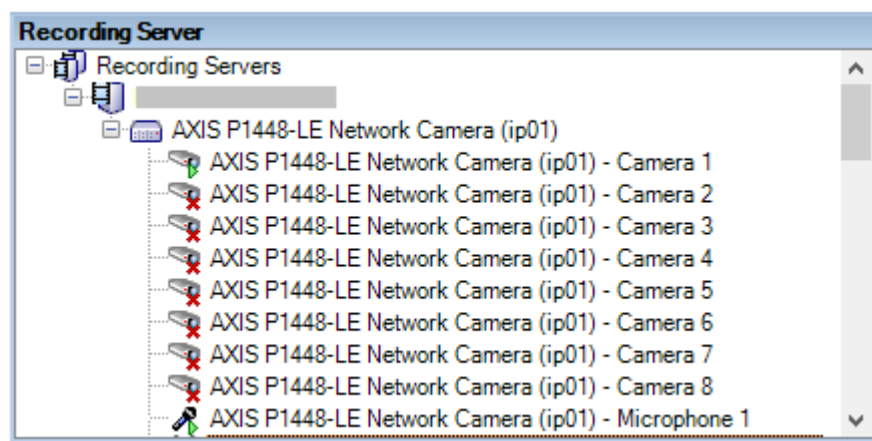 Recording Server
Recording Servers
AXIS P1448-LE Network Camera (ip01)
AXIS P1448-LE Network Camera (ip01) - Camera 1
AXIS P1448-LE Network Camera (ip01) - Camera 2
AXIS P1448-LE Network Camera (ip01) - Camera 3
AXIS P1448-LE Network Camera (ip01) - Camera 4
AXIS P1448-LE Network Camera (ip01) - Camera 5
AXIS P1448-LE Network Camera (ip01) - Camera 6
AXIS P1448-LE Network Camera (ip01) - Camera 7
AXIS P1448-LE Network Camera (ip01) - Camera 8
AXIS P1448-LE Network Camera (ip01) - Microphone 1